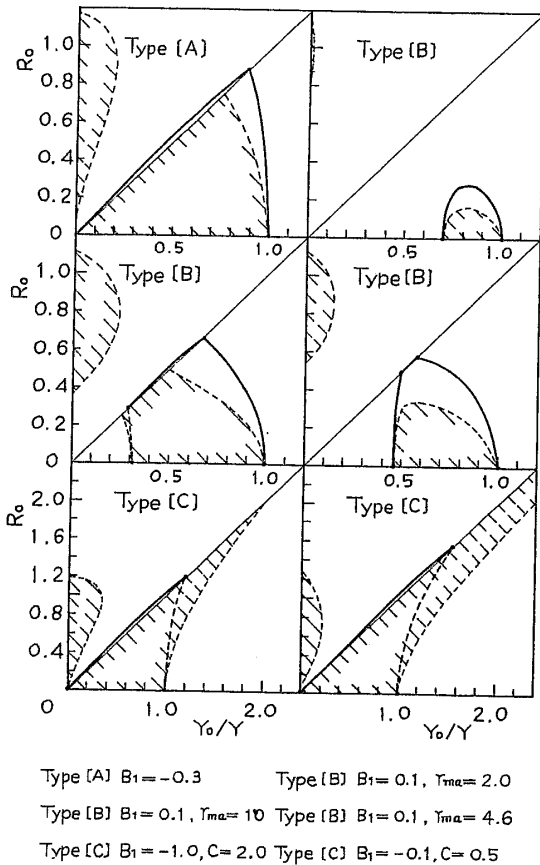 R₀
1.0
0.8
0.6
0.4
0.2
0
0.5
1.0
Type [A]
Type [B]
0.5
1.0
R₀
1.0
0.8
0.6
0.4
0.2
0
0.5
1.0
Type [B]
Type [B]
0.5
1.0
R₀
2.0
1.6
1.2
0.8
0.4
0
1.0
2.0
Type [C]
Type [C]
1.0
2.0
γ₀/γ
γ₀/γ
Type [A] B₁=-0.3 Type [B] B₁=0.1, γma=2.0
Type [B] B₁=0.1, γma=10 Type [B] B₁=0.1, γma=4.6
Type [C] B₁=-1.0, C=2.0 Type [C] B₁=-0.1, C=0.5